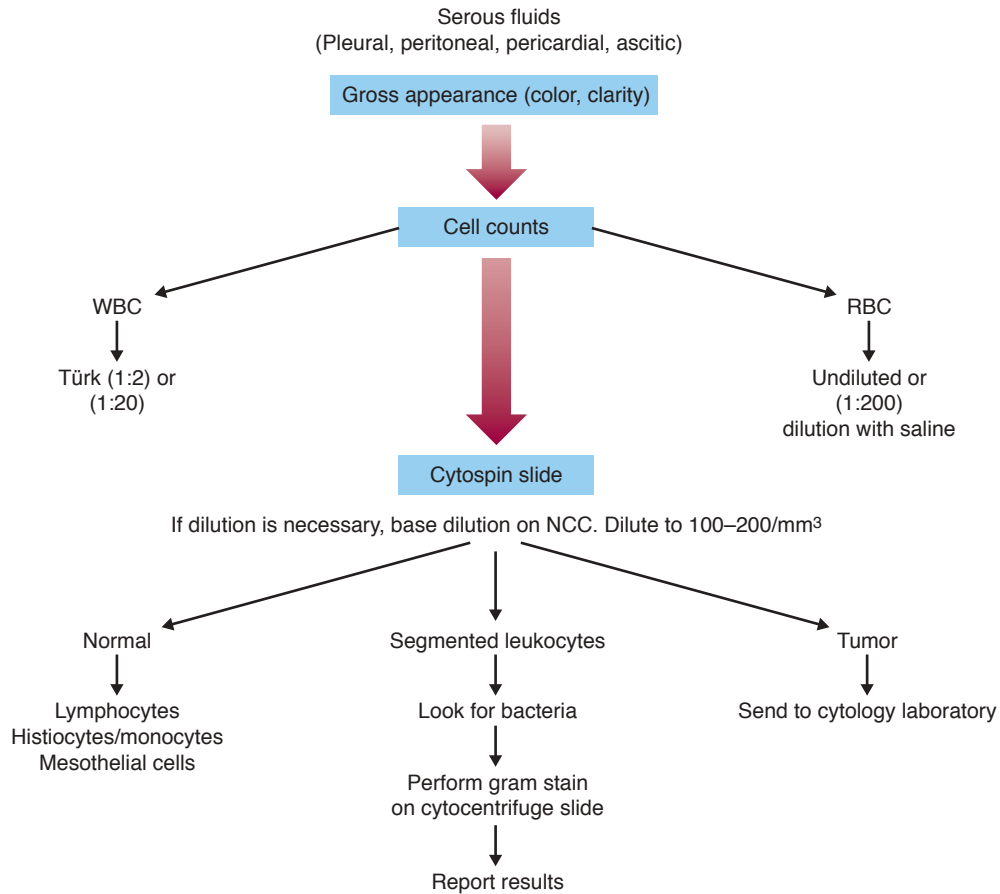 Serous fluids
(Pleural, peritoneal, pericardial, ascitic)
Gross appearance (color, clarity)
Cell counts
WBC
Türk (1:2) or
(1:20)
RBC
Undiluted or
(1:200)
dilution with saline
Cytospin slide
If dilution is necessary, base dilution on NCC. Dilute to 100–200/mm³
Normal
Lymphocytes
Histiocytes/monocytes
Mesothelial cells
Segmented leukocytes
Look for bacteria
Perform gram stain
on cytocentrifuge slide
Report results
Tumor
Send to cytology laboratory